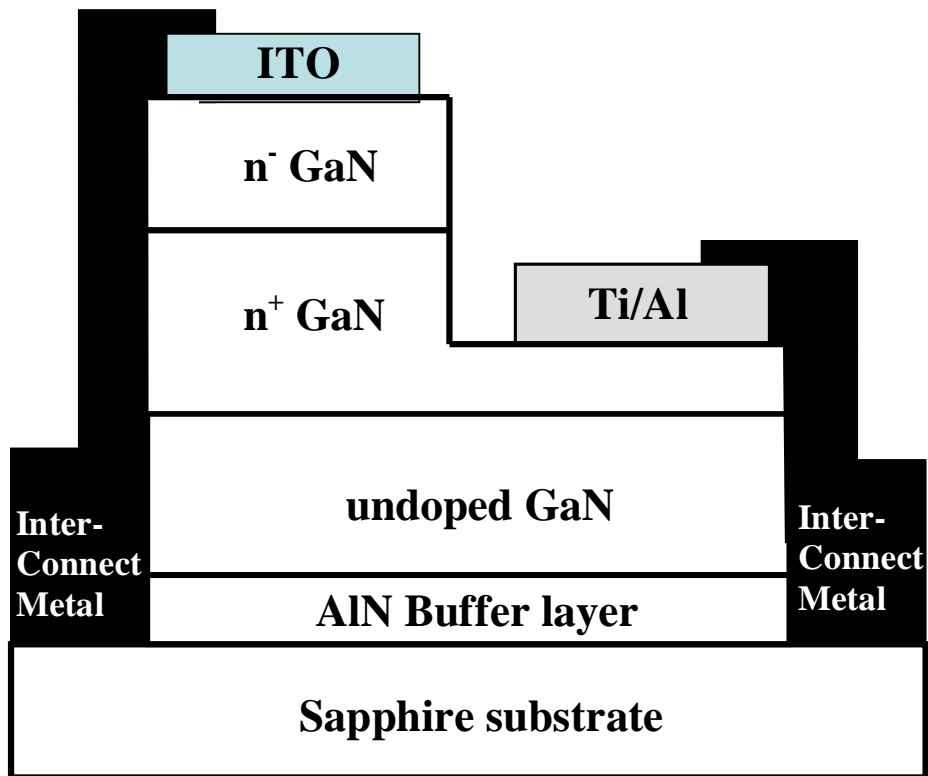 ITO
n⁻ GaN
n⁺ GaN
Ti/Al
undoped GaN
Inter-
Connect
Metal
Inter-
Connect
Metal
AlN Buffer layer
Sapphire substrate